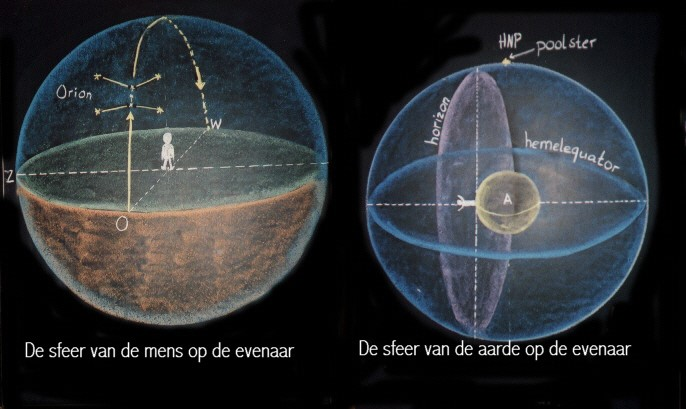 Orion
W
Z
O
De sfeer van de mens op de evenaar
HNP poolster
horizon
hemelequator
A
De sfeer van de aarde op de evenaar